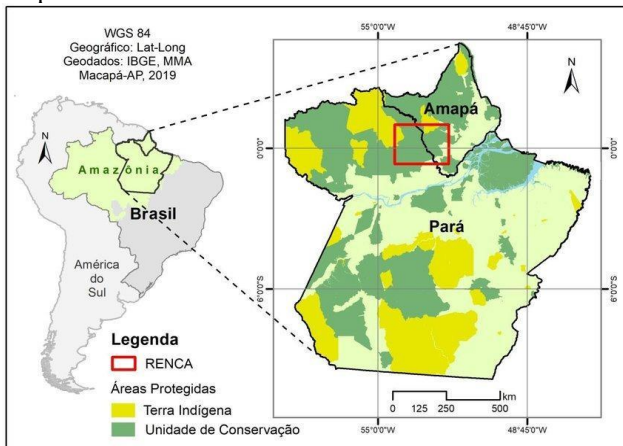 WGS 84
Geográfico: Lat-Long
Geodados: IBGE, MMA
Macapá-AP, 2019
N
Amazônia
Brasil
América
do
Sul
Legenda
RENCA
Áreas Protegidas
Terra Indígena
Unidade de Conservação
55°0'0"W
48°45'0"W
N
Amapá
0°0'0"
0°0'0"
Pará
6°0'0"S
6°0'0"S
km
0 125 250 500
55°0'0"W
48°45'0"W